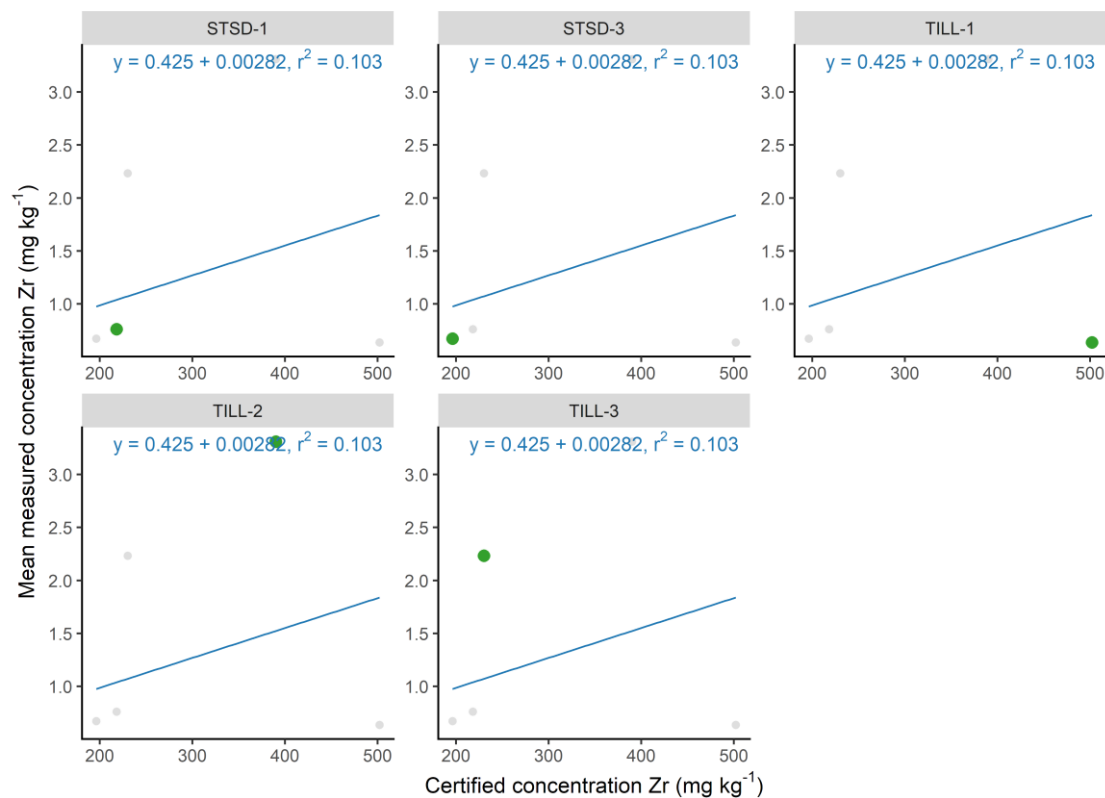 STSD-1
STSD-3
TILL-1
y = 0.425 + 0.00282, r² = 0.103
y = 0.425 + 0.00282, r² = 0.103
y = 0.425 + 0.00282, r² = 0.103
3.0
2.5
2.0
1.5
1.0
200 300 400 500
200 300 400 500
200 300 400 500
TILL-2
TILL-3
y = 0.425 + 0.00282, r² = 0.103
y = 0.425 + 0.00282, r² = 0.103
3.0
2.5
2.0
1.5
1.0
3.0
2.5
2.0
1.5
1.0
3.0
2.5
2.0
1.5
1.0
3.0
2.5
2.0
1.5
1.0
200 300 400 500
200 300 400 500
Mean measured concentration Zr (mg kg⁻¹)
Certified concentration Zr (mg kg⁻¹)